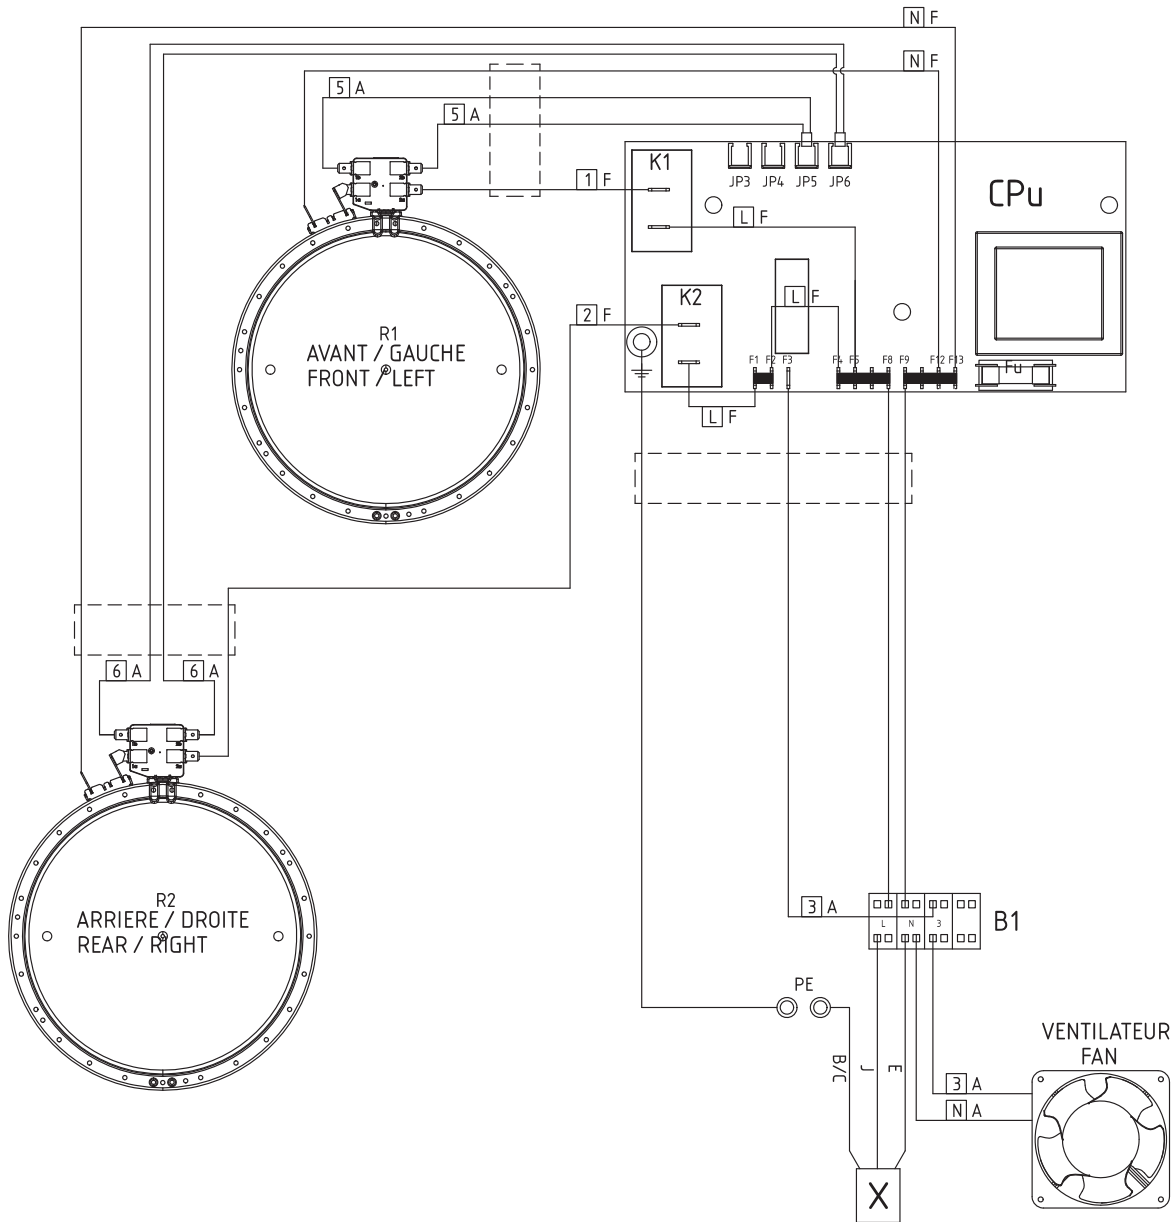 N F
N F
5 A
5 A
K1
JP3 JP4 JP5 JP6
CPu
1 F
L F
K2
L F
2 F
R1
AVANT / GAUCHE
FRONT / LEFT
F1 F2 F3 F4 F5 F8 F9 F12 F13
Fu
L F
6 A
6 A
R2
ARRIERE / DROITE
REAR / RIGHT
3 A
L N 3
B1
PE
VENTILATEUR
FAN
B/C
J
E
3 A
N A
X